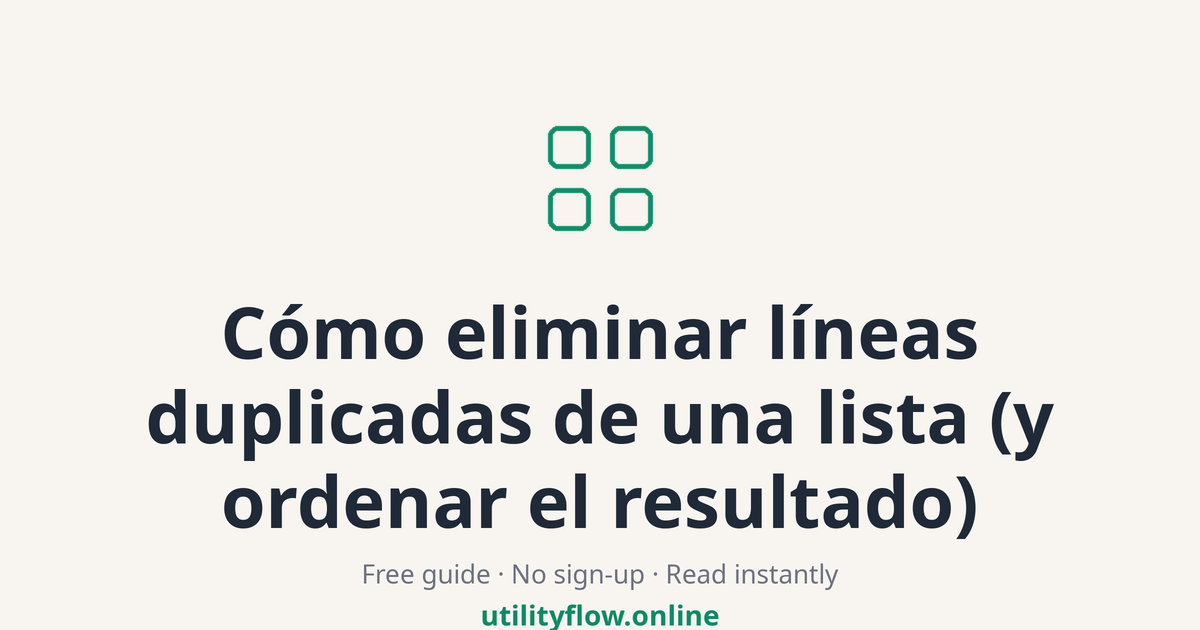 Cómo eliminar líneas
duplicadas de una lista (y
ordenar el resultado)
Free guide · No sign-up · Read instantly
utilityflow.online